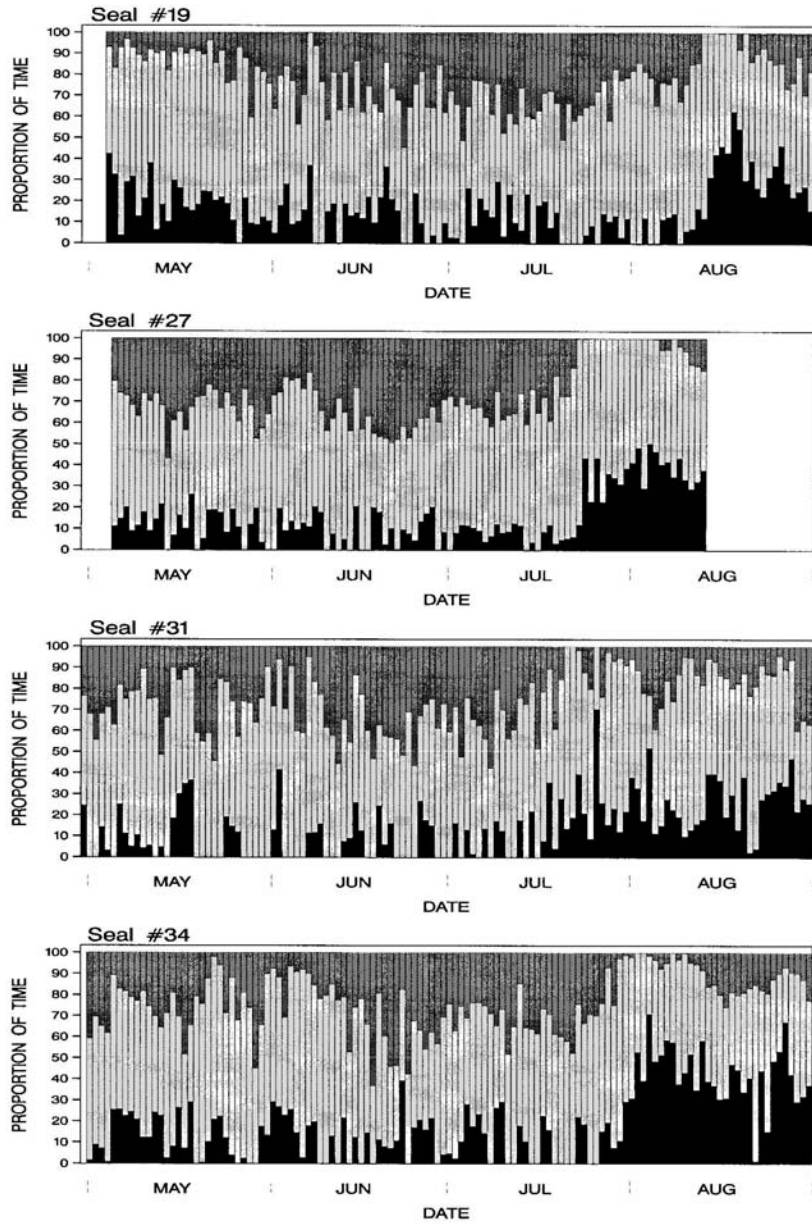 Seal #19
PROPORTION OF TIME
100
90
80
70
60
50
40
30
20
10
0
MAY JUN JUL AUG
DATE
Seal #27
PROPORTION OF TIME
100
90
80
70
60
50
40
30
20
10
0
MAY JUN JUL AUG
DATE
Seal #31
PROPORTION OF TIME
100
90
80
70
60
50
40
30
20
10
0
MAY JUN JUL AUG
DATE
Seal #34
PROPORTION OF TIME
100
90
80
70
60
50
40
30
20
10
0
MAY JUN JUL AUG
DATE